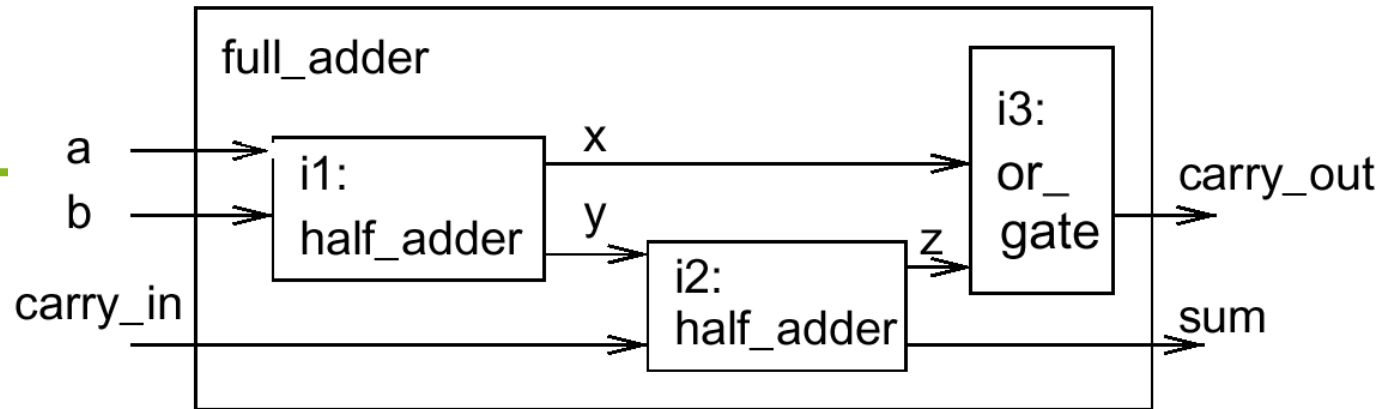 full_adder
a
b
carry_in
i1:
half_adder
x
y
i2:
half_adder
z
i3:
or_
gate
carry_out
sum